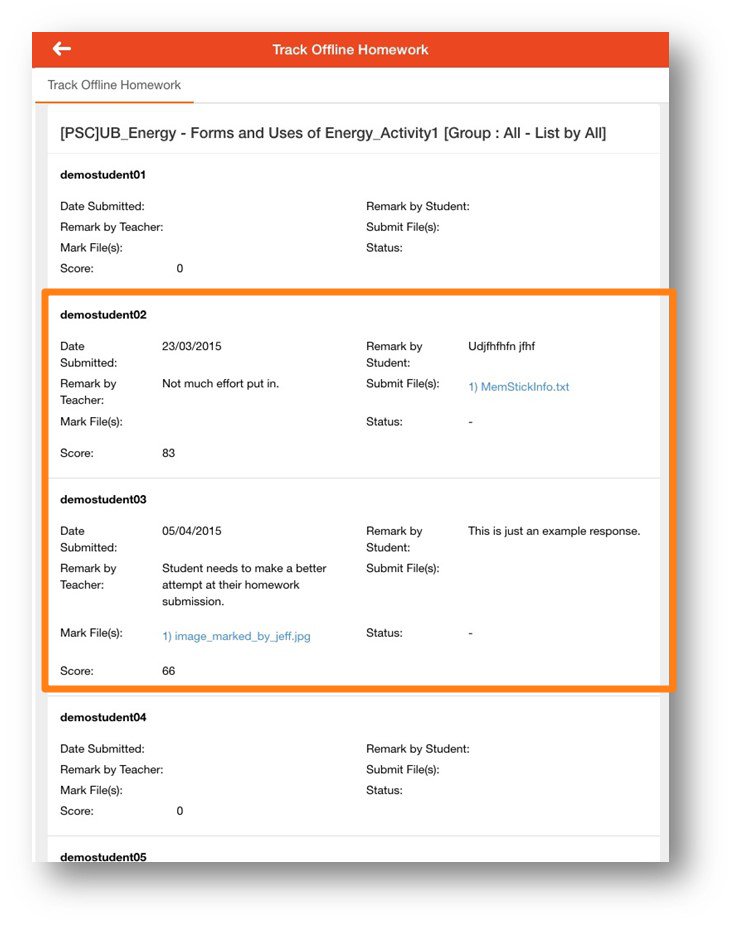 Track Offline Homework
Track Offline Homework
[PSC]UB_Energy - Forms and Uses of Energy_Activity1 [Group : All - List by All]
demostudent01
Date Submitted: Remark by Student:
Remark by Teacher: Submit File(s):
Mark File(s): Status:
Score: 0
demostudent02
Date Submitted: 23/03/2015 Remark by Student: Udjfhfhfn jfhf
Remark by Teacher: Not much effort put in. Submit File(s): 1) MemStickInfo.txt
Mark File(s): Status: -
Score: 83
demostudent03
Date Submitted: 05/04/2015 Remark by Student: This is just an example response.
Remark by Teacher: Student needs to make a better attempt at their homework submission. Submit File(s):
Mark File(s): 1) image_marked_by_jeff.jpg Status: -
Score: 66
demostudent04
Date Submitted: Remark by Student:
Remark by Teacher: Submit File(s):
Mark File(s): Status:
Score: 0
demostudent05